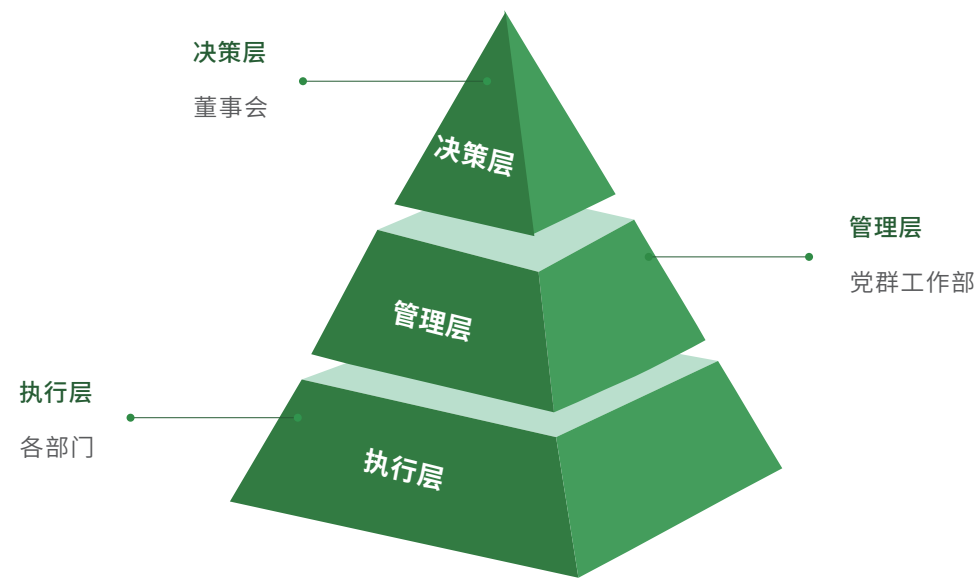 决策层
董事会
决策层
管理层
党群工作部
管理层
执行层
各部门
执行层